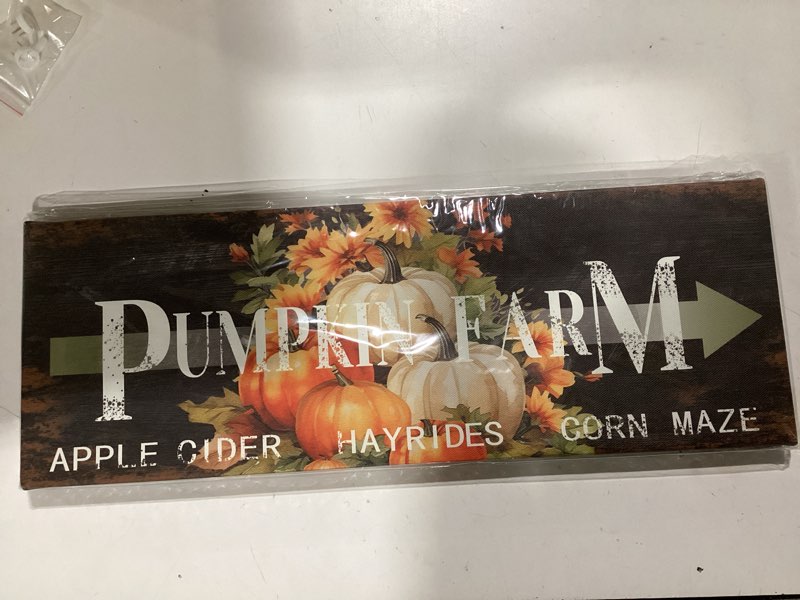 PUMPKIN FARM
APPLE CIDER HAYRIDES CORN MAZE